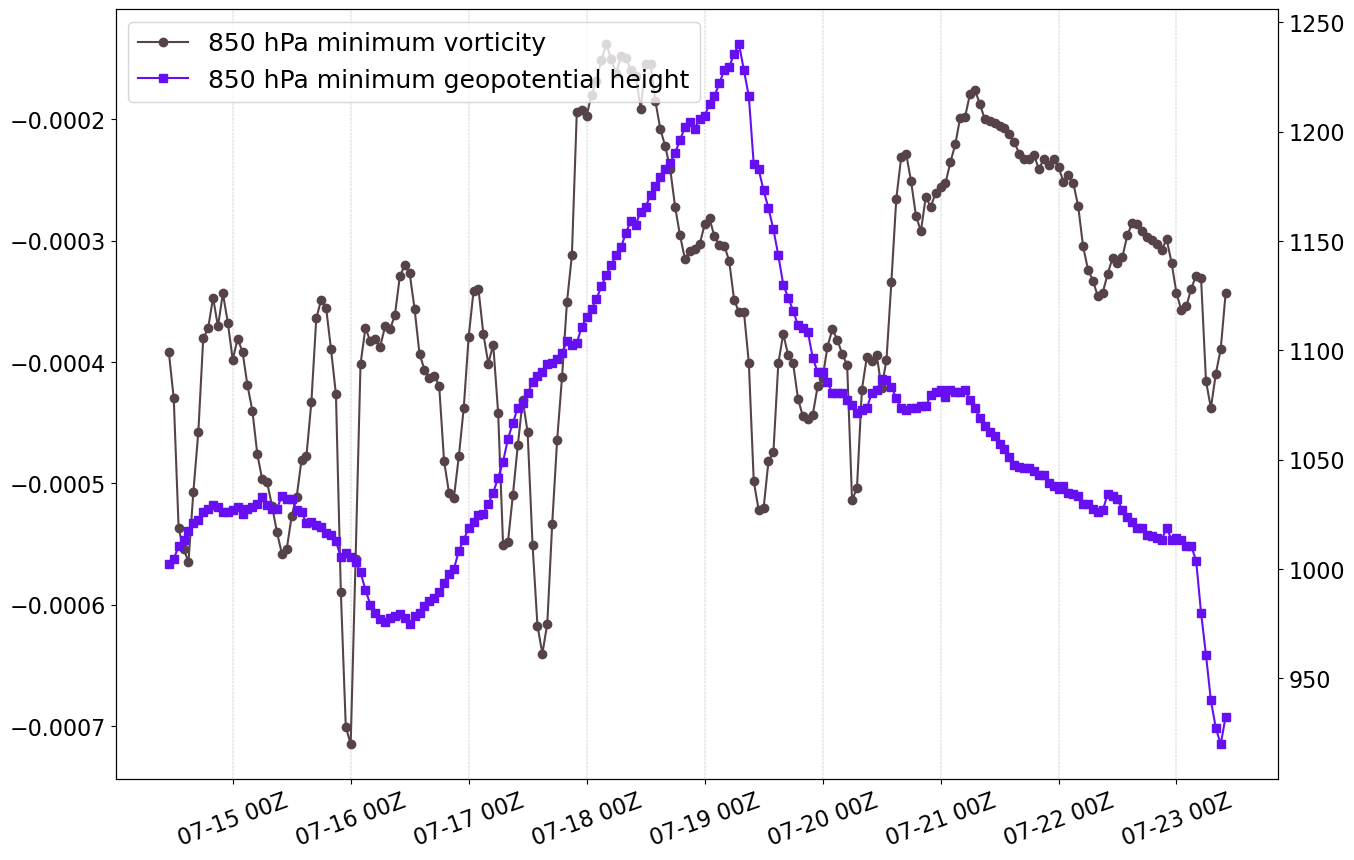 850 hPa minimum vorticity
850 hPa minimum geopotential height
−0.0002
−0.0003
−0.0004
−0.0005
−0.0006
−0.0007
1250
1200
1150
1100
1050
1000
950
07-15 00Z
07-16 00Z
07-17 00Z
07-18 00Z
07-19 00Z
07-20 00Z
07-21 00Z
07-22 00Z
07-23 00Z